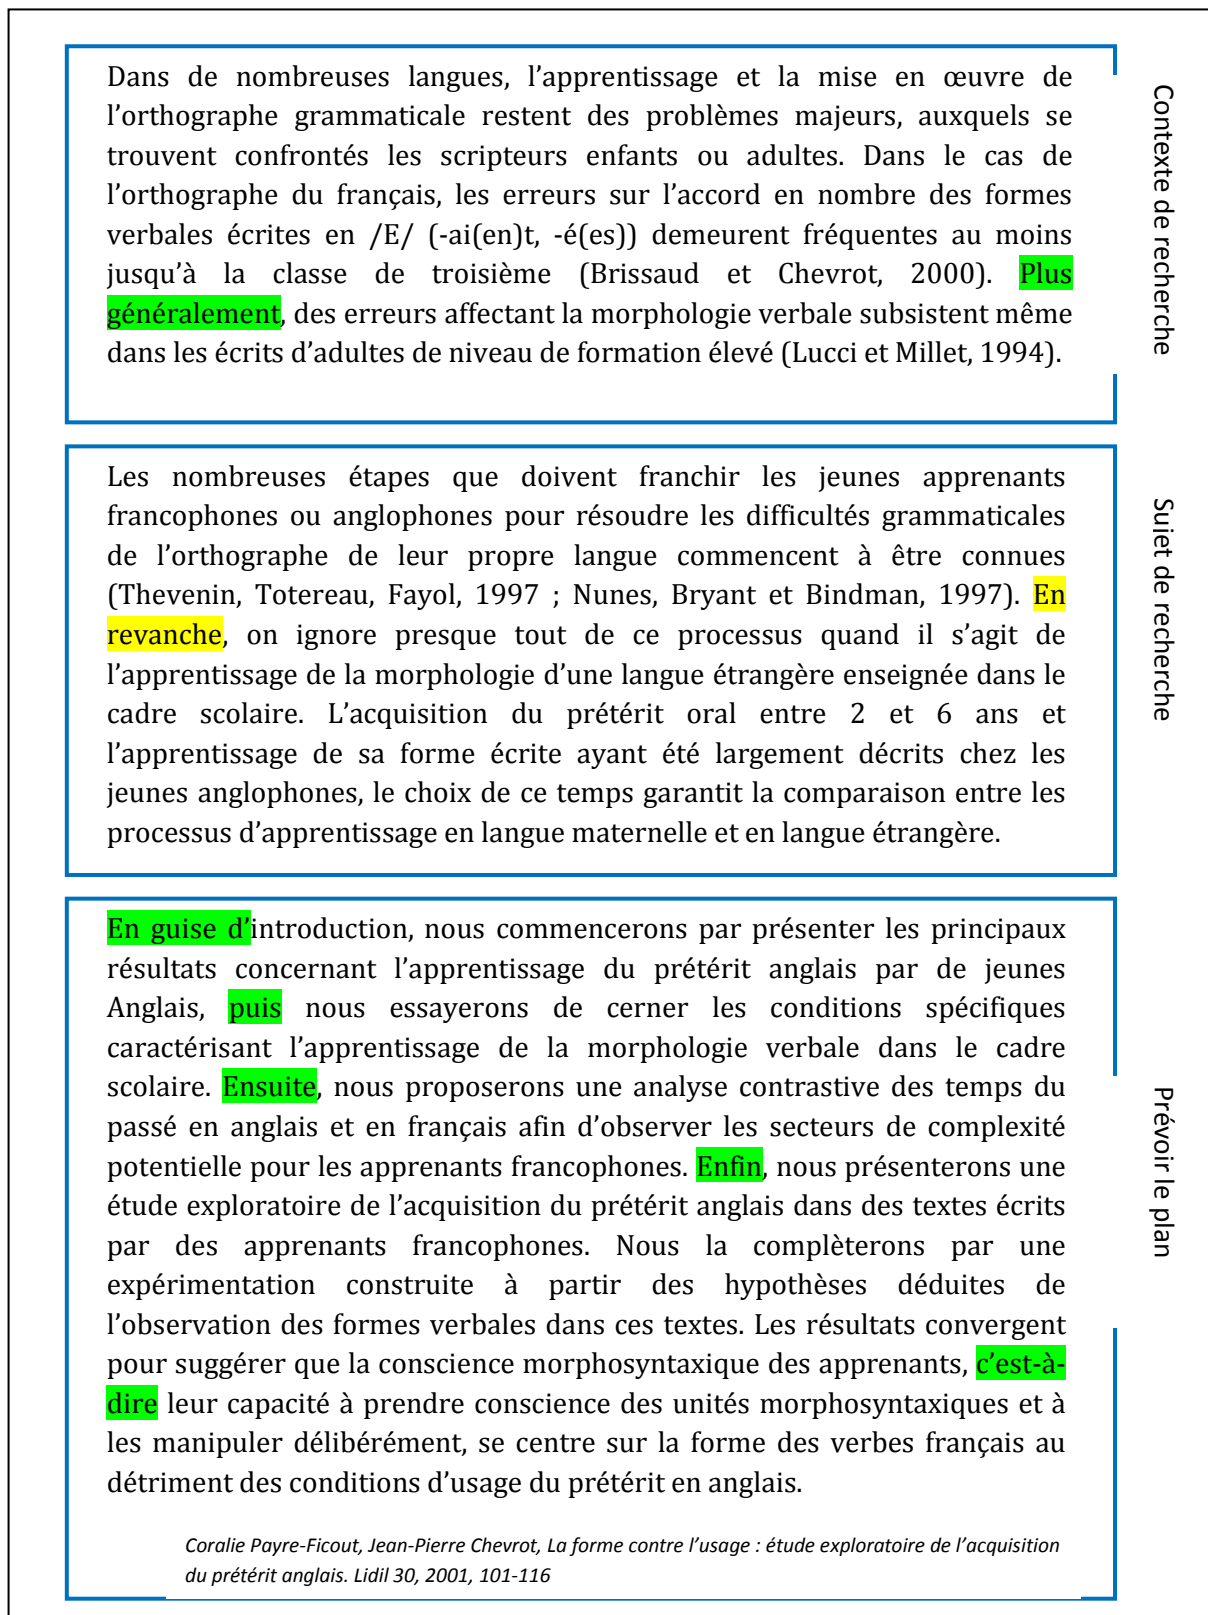 Dans de nombreuses langues, l’apprentissage et la mise en œuvre de
l’orthographe grammaticale restent des problèmes majeurs, auxquels se
trouvent confrontés les scripteurs enfants ou adultes. Dans le cas de
l’orthographe du français, les erreurs sur l’accord en nombre des formes
verbales écrites en /E/ (-ai(en)t, -é(es)) demeurent fréquentes au moins
jusqu’à la classe de troisième (Brissaud et Chevrot, 2000). Plus
généralement, des erreurs affectant la morphologie verbale subsistent même
dans les écrits d’adultes de niveau de formation élevé (Lucci et Millet, 1994).
Contexte de recherche
Les nombreuses étapes que doivent franchir les jeunes apprenants
francophones ou anglophones pour résoudre les difficultés grammaticales
de l’orthographe de leur propre langue commencent à être connues
(Thevenin, Totereau, Fayol, 1997 ; Nunes, Bryant et Bindman, 1997). En
revanche, on ignore presque tout de ce processus quand il s’agit de
l’apprentissage de la morphologie d’une langue étrangère enseignée dans le
cadre scolaire. L’acquisition du prétérit oral entre 2 et 6 ans et
l’apprentissage de sa forme écrite ayant été largement décrits chez les
jeunes anglophones, le choix de ce temps garantit la comparaison entre les
processus d’apprentissage en langue maternelle et en langue étrangère.
Sujet de recherche
En guise d’introduction, nous commencerons par présenter les principaux
résultats concernant l’apprentissage du prétérit anglais par de jeunes
Anglais, puis nous essayerons de cerner les conditions spécifiques
caractérisant l’apprentissage de la morphologie verbale dans le cadre
scolaire. Ensuite, nous proposerons une analyse contrastive des temps du
passé en anglais et en français afin d’observer les secteurs de complexité
potentielle pour les apprenants francophones. Enfin, nous présenterons une
étude exploratoire de l’acquisition du prétérit anglais dans des textes écrits
par des apprenants francophones. Nous la complèterons par une
expérimentation construite à partir des hypothèses déduites de
l’observation des formes verbales dans ces textes. Les résultats convergent
pour suggérer que la conscience morphosyntaxique des apprenants, c’est-à-
dire leur capacité à prendre conscience des unités morphosyntaxiques et à
les manipuler délibérément, se centre sur la forme des verbes français au
détriment des conditions d’usage du prétérit en anglais.
Prévoir le plan
Coralie Payre-Ficout, Jean-Pierre Chevrot, La forme contre l’usage : étude exploratoire de l’acquisition
du prétérit anglais. Lidil 30, 2001, 101-116